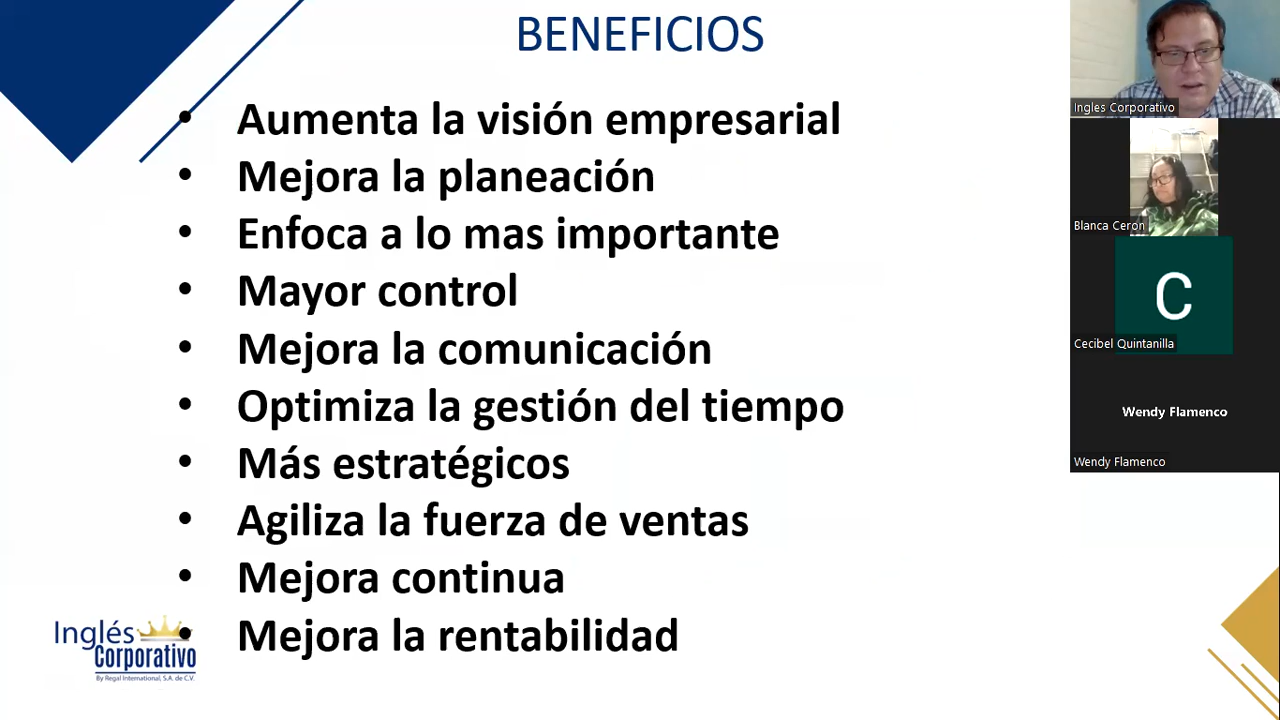 BENEFICIOS
• Aumenta la visión empresarial
• Mejora la planeación
• Enfoca a lo mas importante
• Mayor control
• Mejora la comunicación
• Optimiza la gestión del tiempo
• Más estratégicos
• Agiliza la fuerza de ventas
• Mejora continua
• Mejora la rentabilidad
Inglés
Corporativo
By Regal International, S.A. de C.V.
Ingles Corporativo
Blanca Cerón
C
Cecibel Quintanilla
Wendy Flamenco
Wendy Flamenco